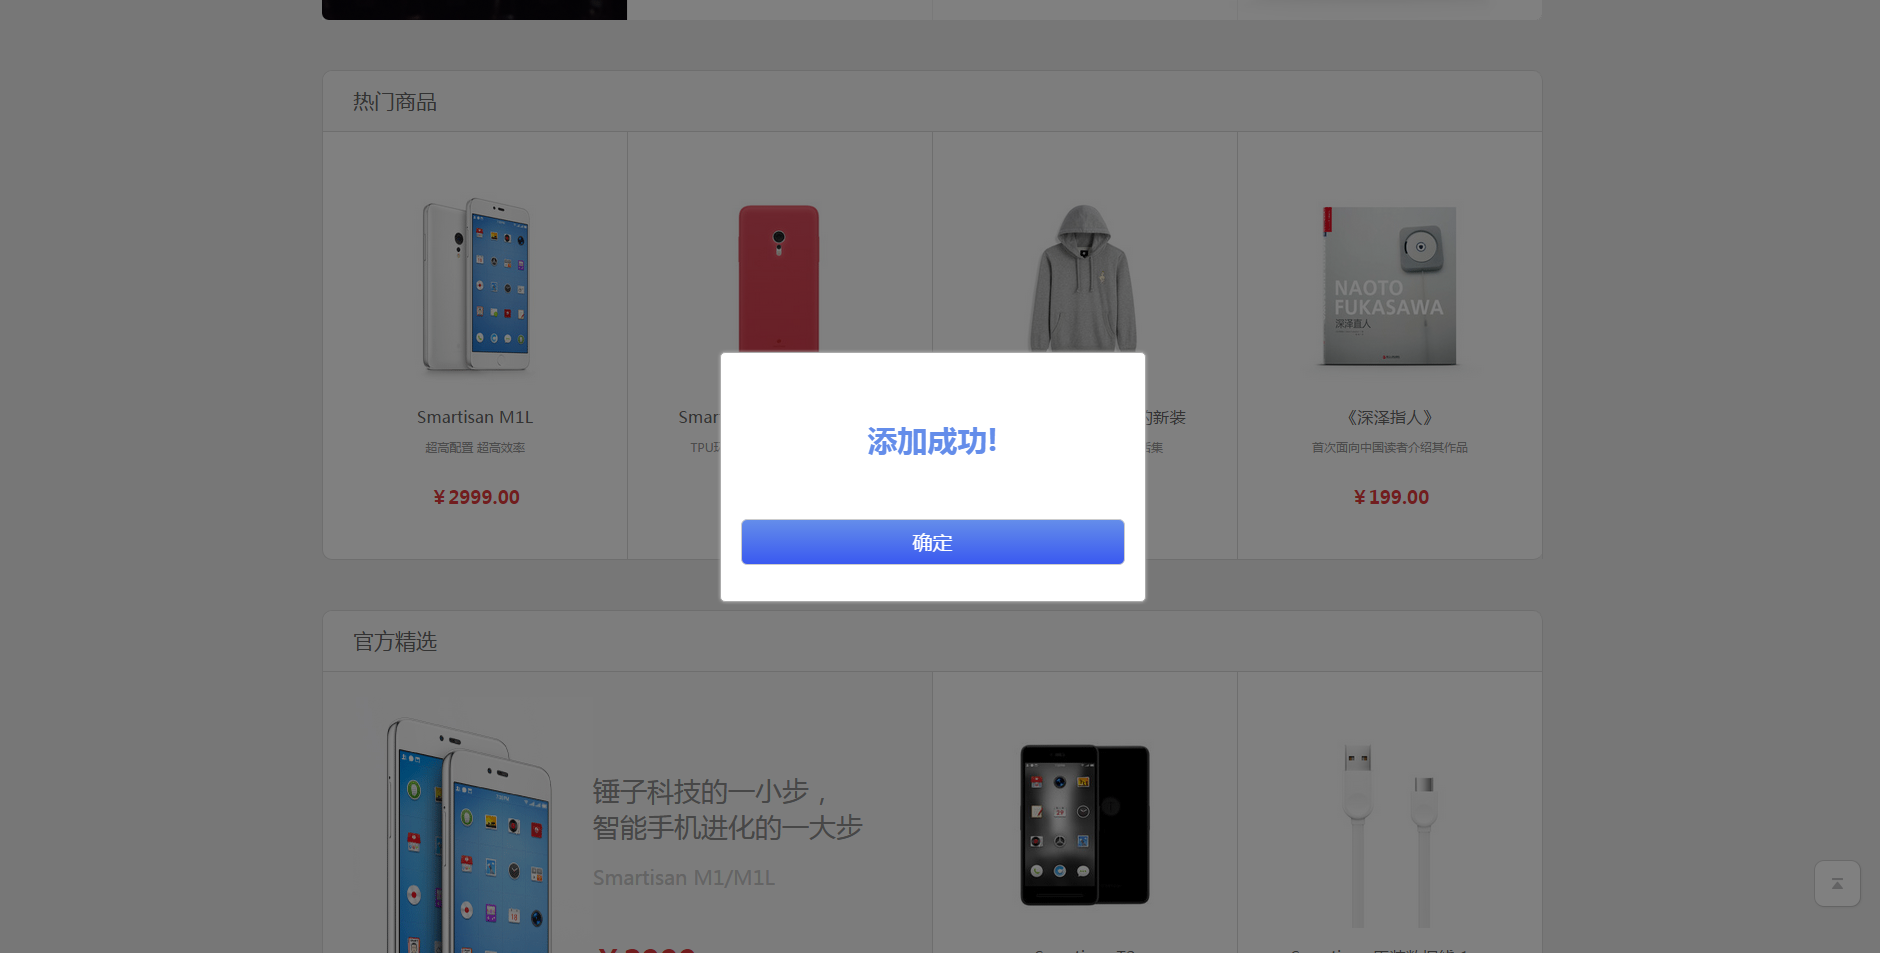 热门商品
NAOTO
FUKASAWA
深泽直人
Smartisan M1L
超高配置 超高效率
¥ 2999.00
Smar
TPU
的新装
集
《深泽指人》
首次面向中国读者介绍其作品
¥ 199.00
添加成功!
确定
官方精选
锤子科技的一小步，
智能手机进化的一大步
Smartisan M1/M1L